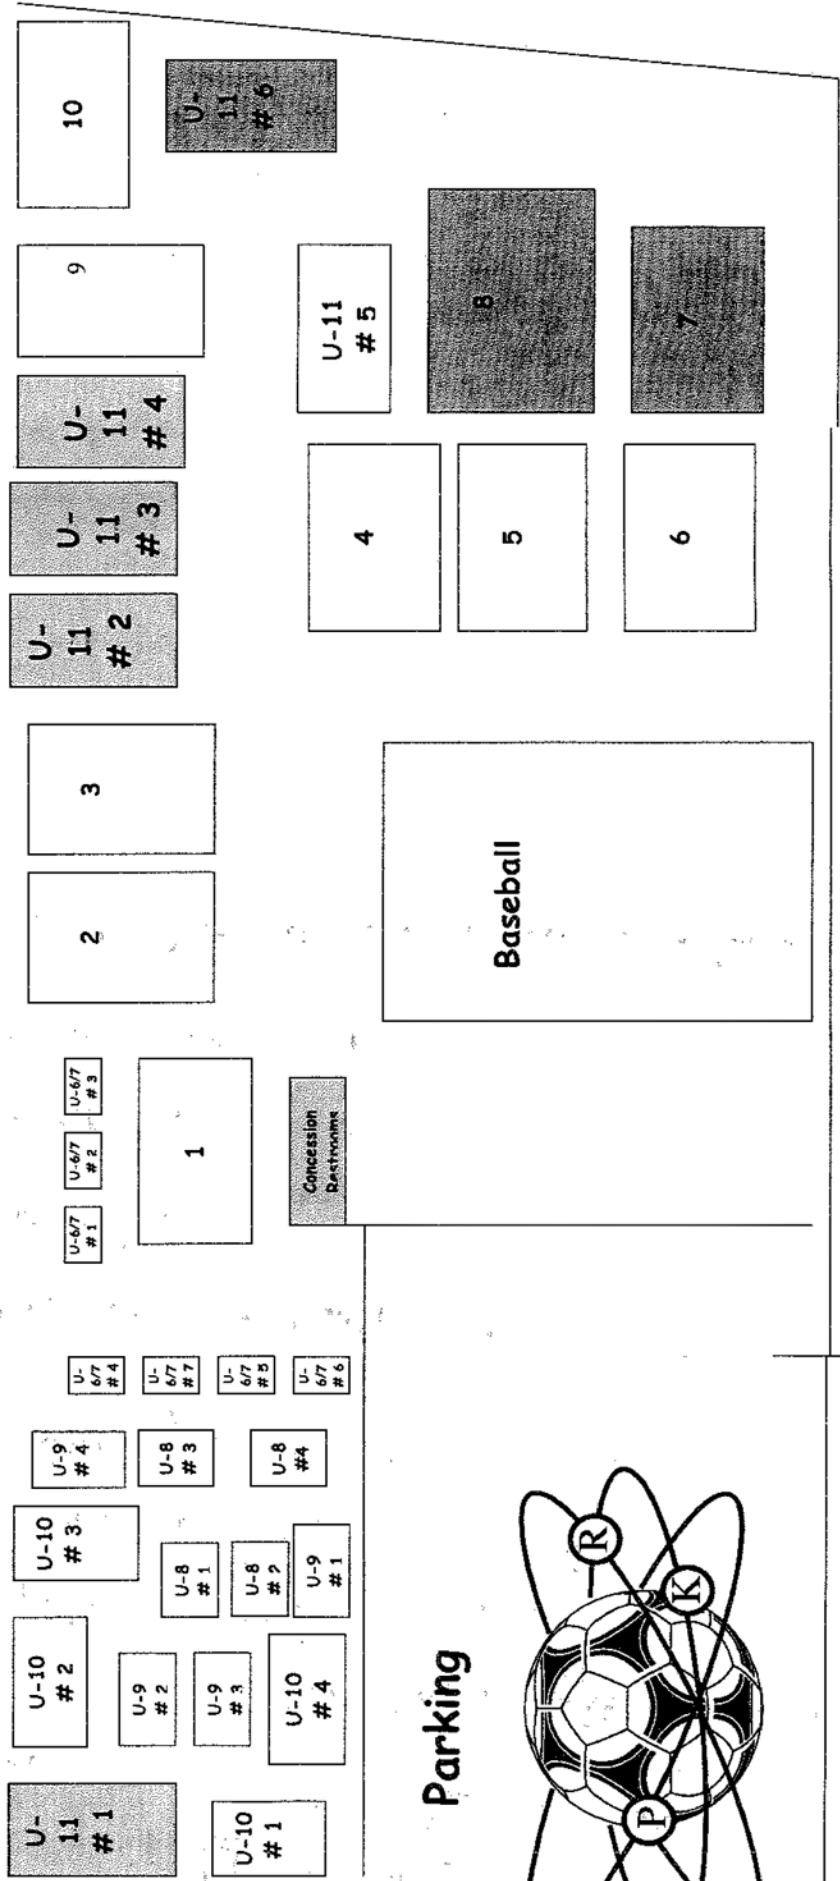 U-
11
# 1
U-10
# 2
U-10
# 3
U-9
# 4
U-
6/7
# 4
U-6/7
# 1
U-6/7
# 2
U-6/7
# 3
2
3
U-
11
# 2
U-
11
# 3
U-
11
# 4
9
10
U-9
# 2
U-8
# 1
U-8
# 3
U-
6/7
# 7
1
U-
11
# 6
U-10
# 1
U-9
# 3
U-8
# 2
U-
6/7
# 5
U-10
# 4
U-9
# 1
U-8
#4
U-
6/7
# 6
Concession
Restrooms
4
U-11
# 5
Parking
Baseball
5
8
6
7
P
R
K